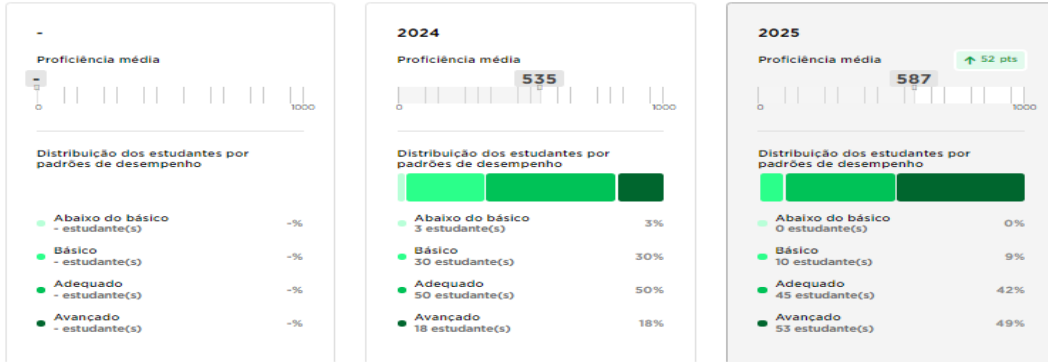 -
Proficiência média
-
0
1000
Distribuição dos estudantes por
padrões de desempenho
Abaixo do básico
- estudante(s)
-%
Básico
- estudante(s)
-%
Adequado
- estudante(s)
-%
Avançado
- estudante(s)
-%
2024
Proficiência média
535
0
1000
Distribuição dos estudantes por
padrões de desempenho
Abaixo do básico
3 estudante(s)
3%
Básico
30 estudante(s)
30%
Adequado
50 estudante(s)
50%
Avançado
18 estudante(s)
18%
2025
Proficiência média
↑ 52 pts
587
0
1000
Distribuição dos estudantes por
padrões de desempenho
Abaixo do básico
0 estudante(s)
0%
Básico
10 estudante(s)
9%
Adequado
45 estudante(s)
42%
Avançado
53 estudante(s)
49%